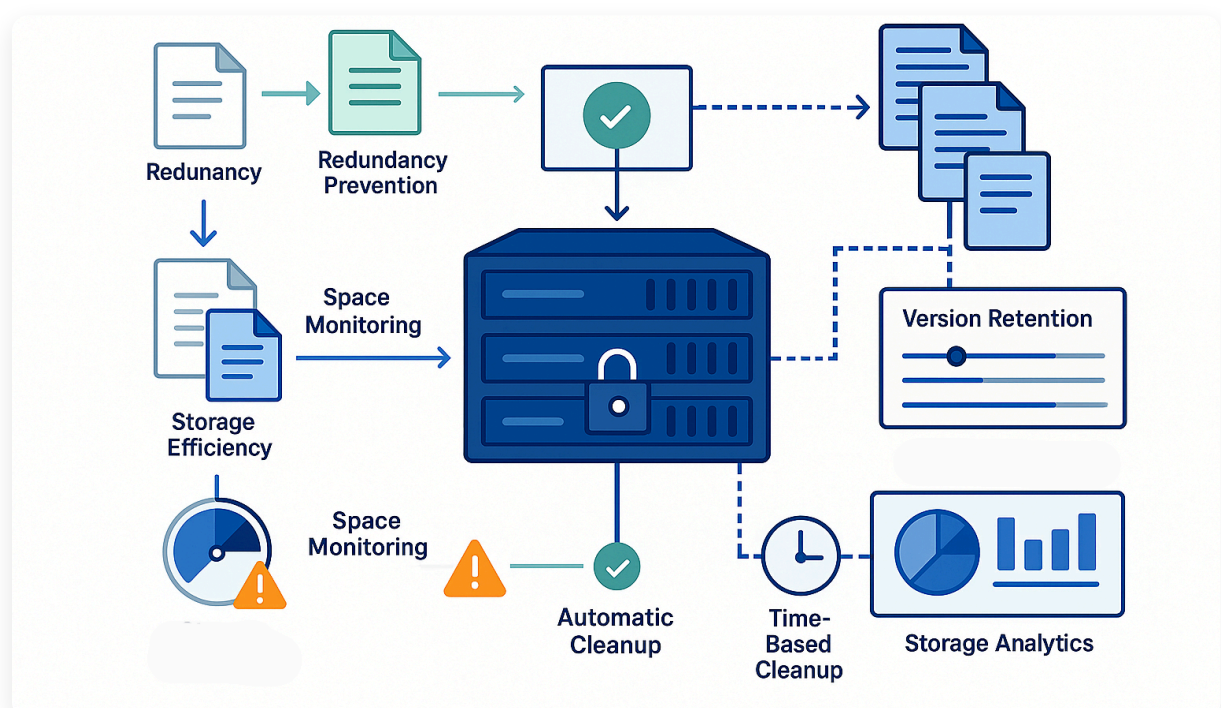 Redunancy
Redundancy
Prevention
Space
Monitoring
Version Retention
Storage
Efficiency
Space
Monitoring
Automatic
Cleanup
Time-
Based
Cleanup
Storage Analytics